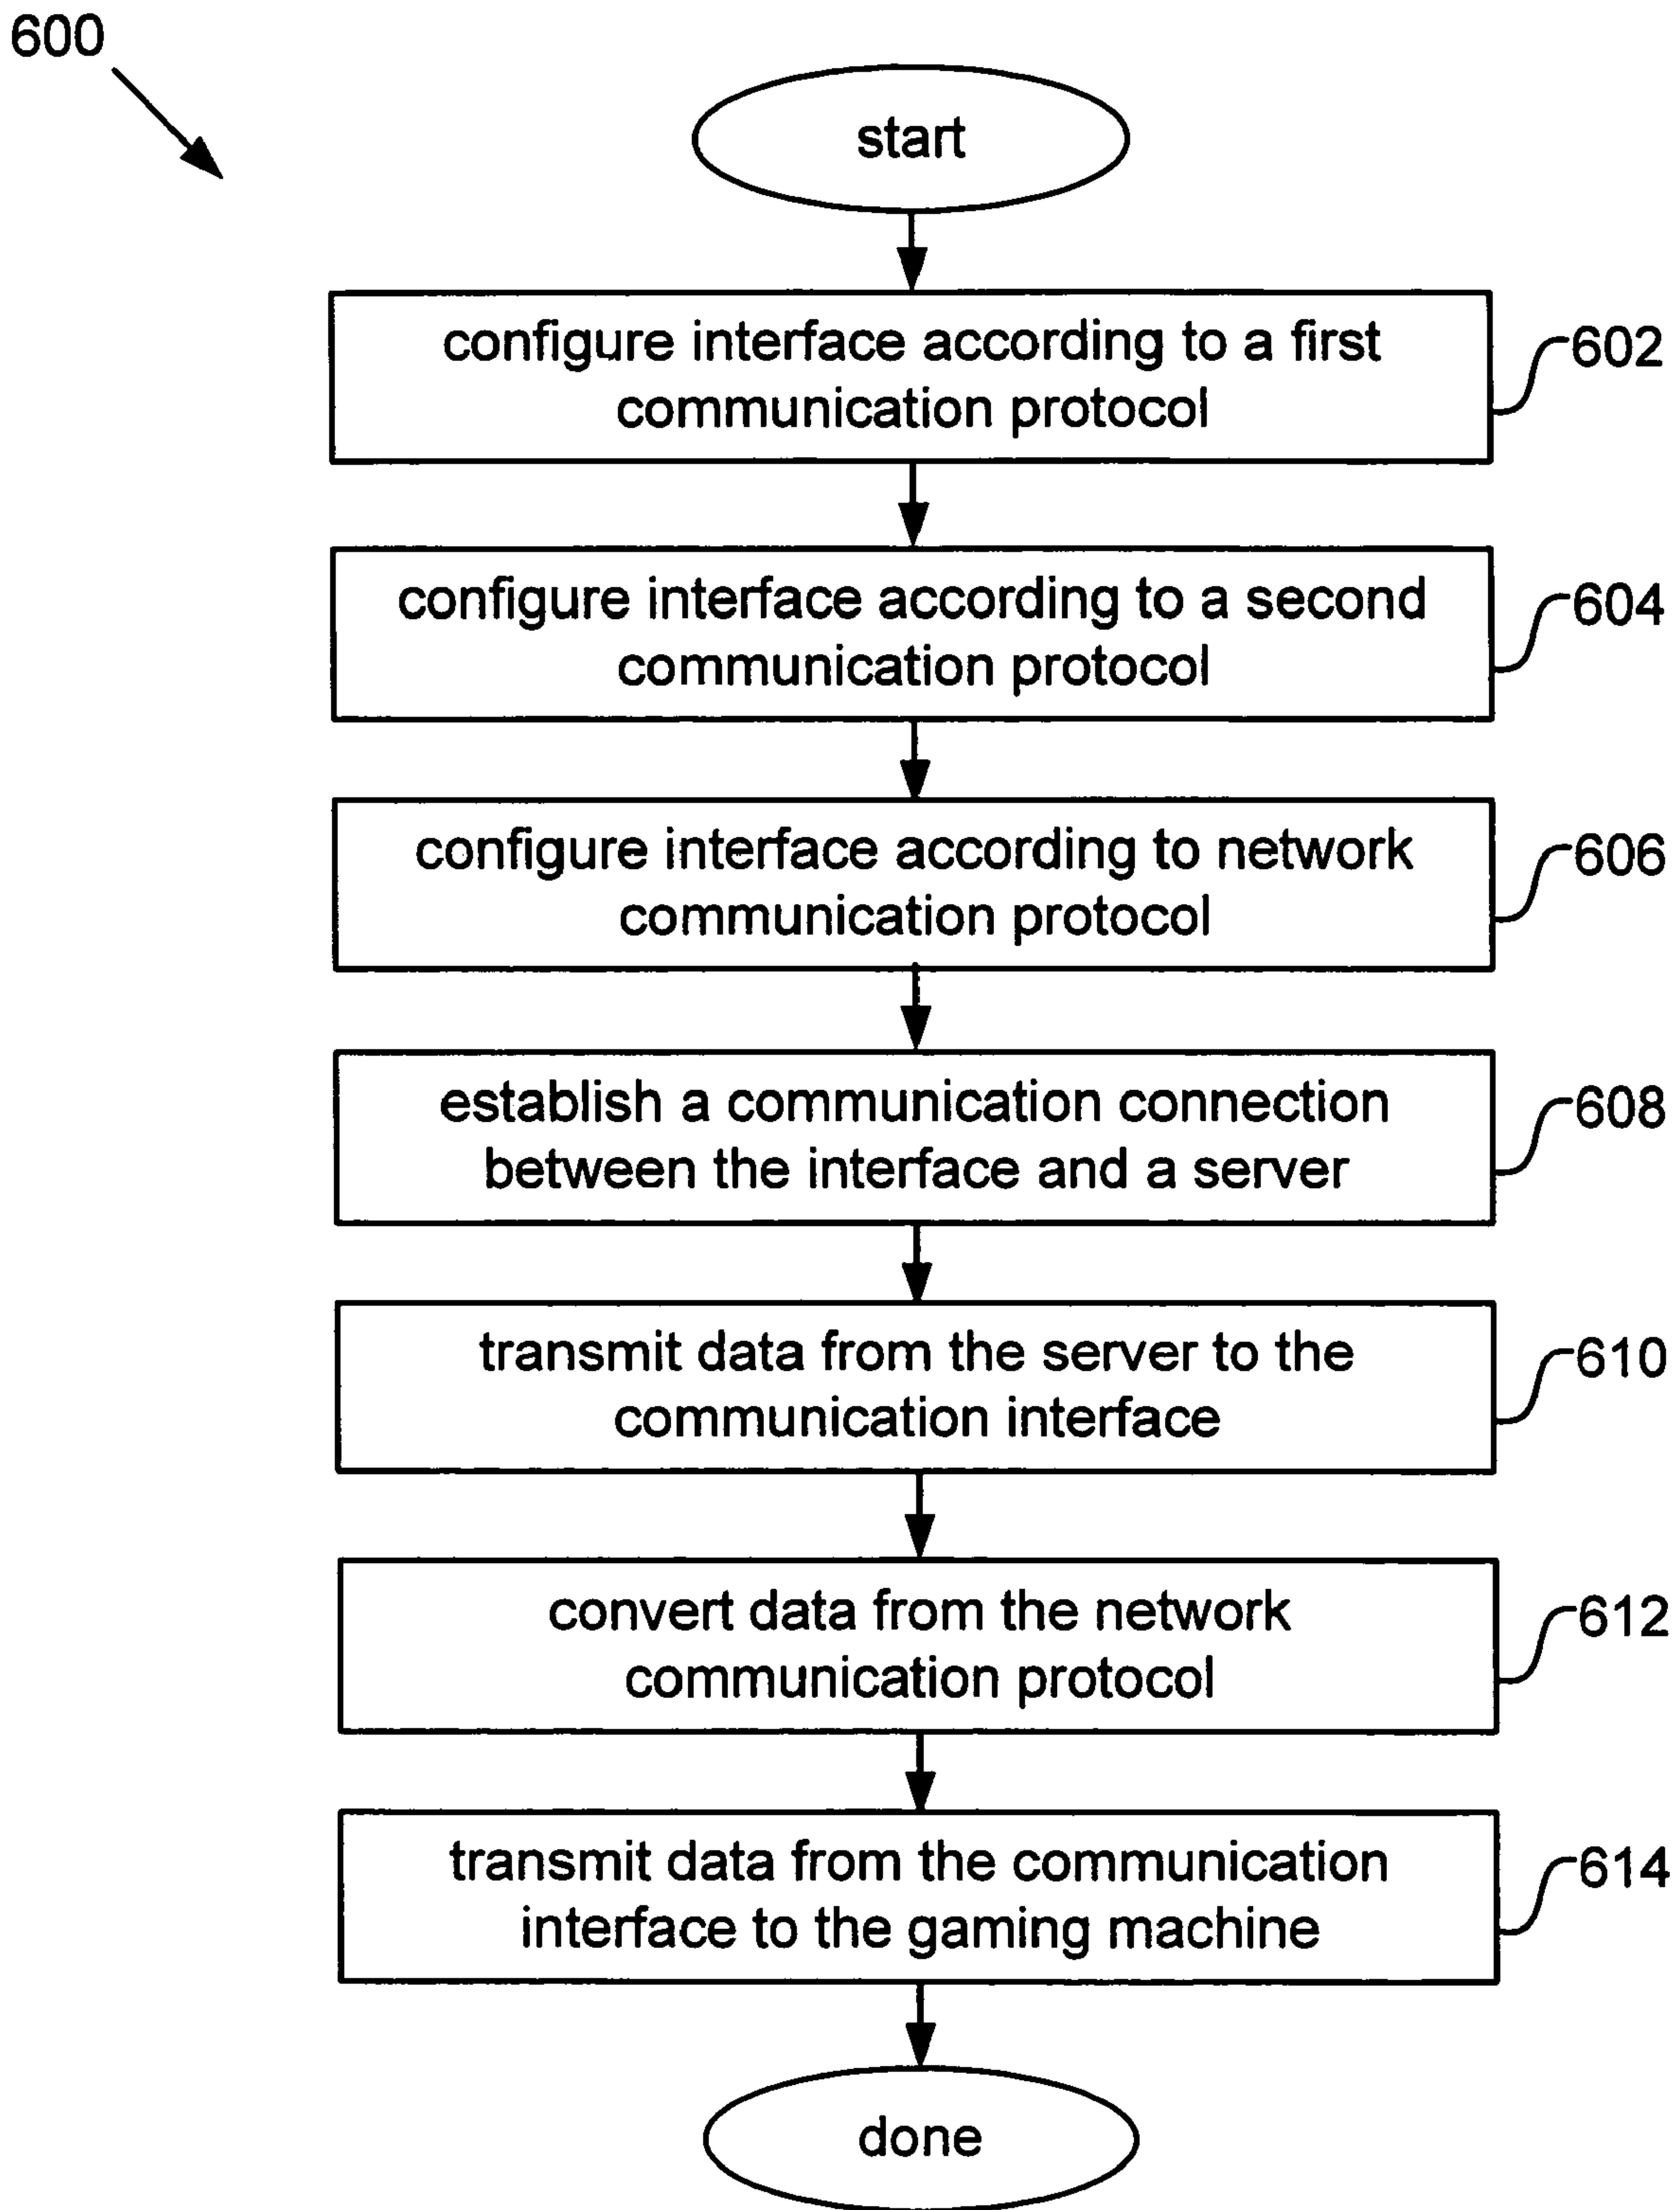 600
start
configure interface according to a first
communication protocol
602
configure interface according to a second
communication protocol
604
configure interface according to network
communication protocol
606
establish a communication connection
between the interface and a server
608
transmit data from the server to the
communication interface
610
convert data from the network
communication protocol
612
transmit data from the communication
interface to the gaming machine
614
done